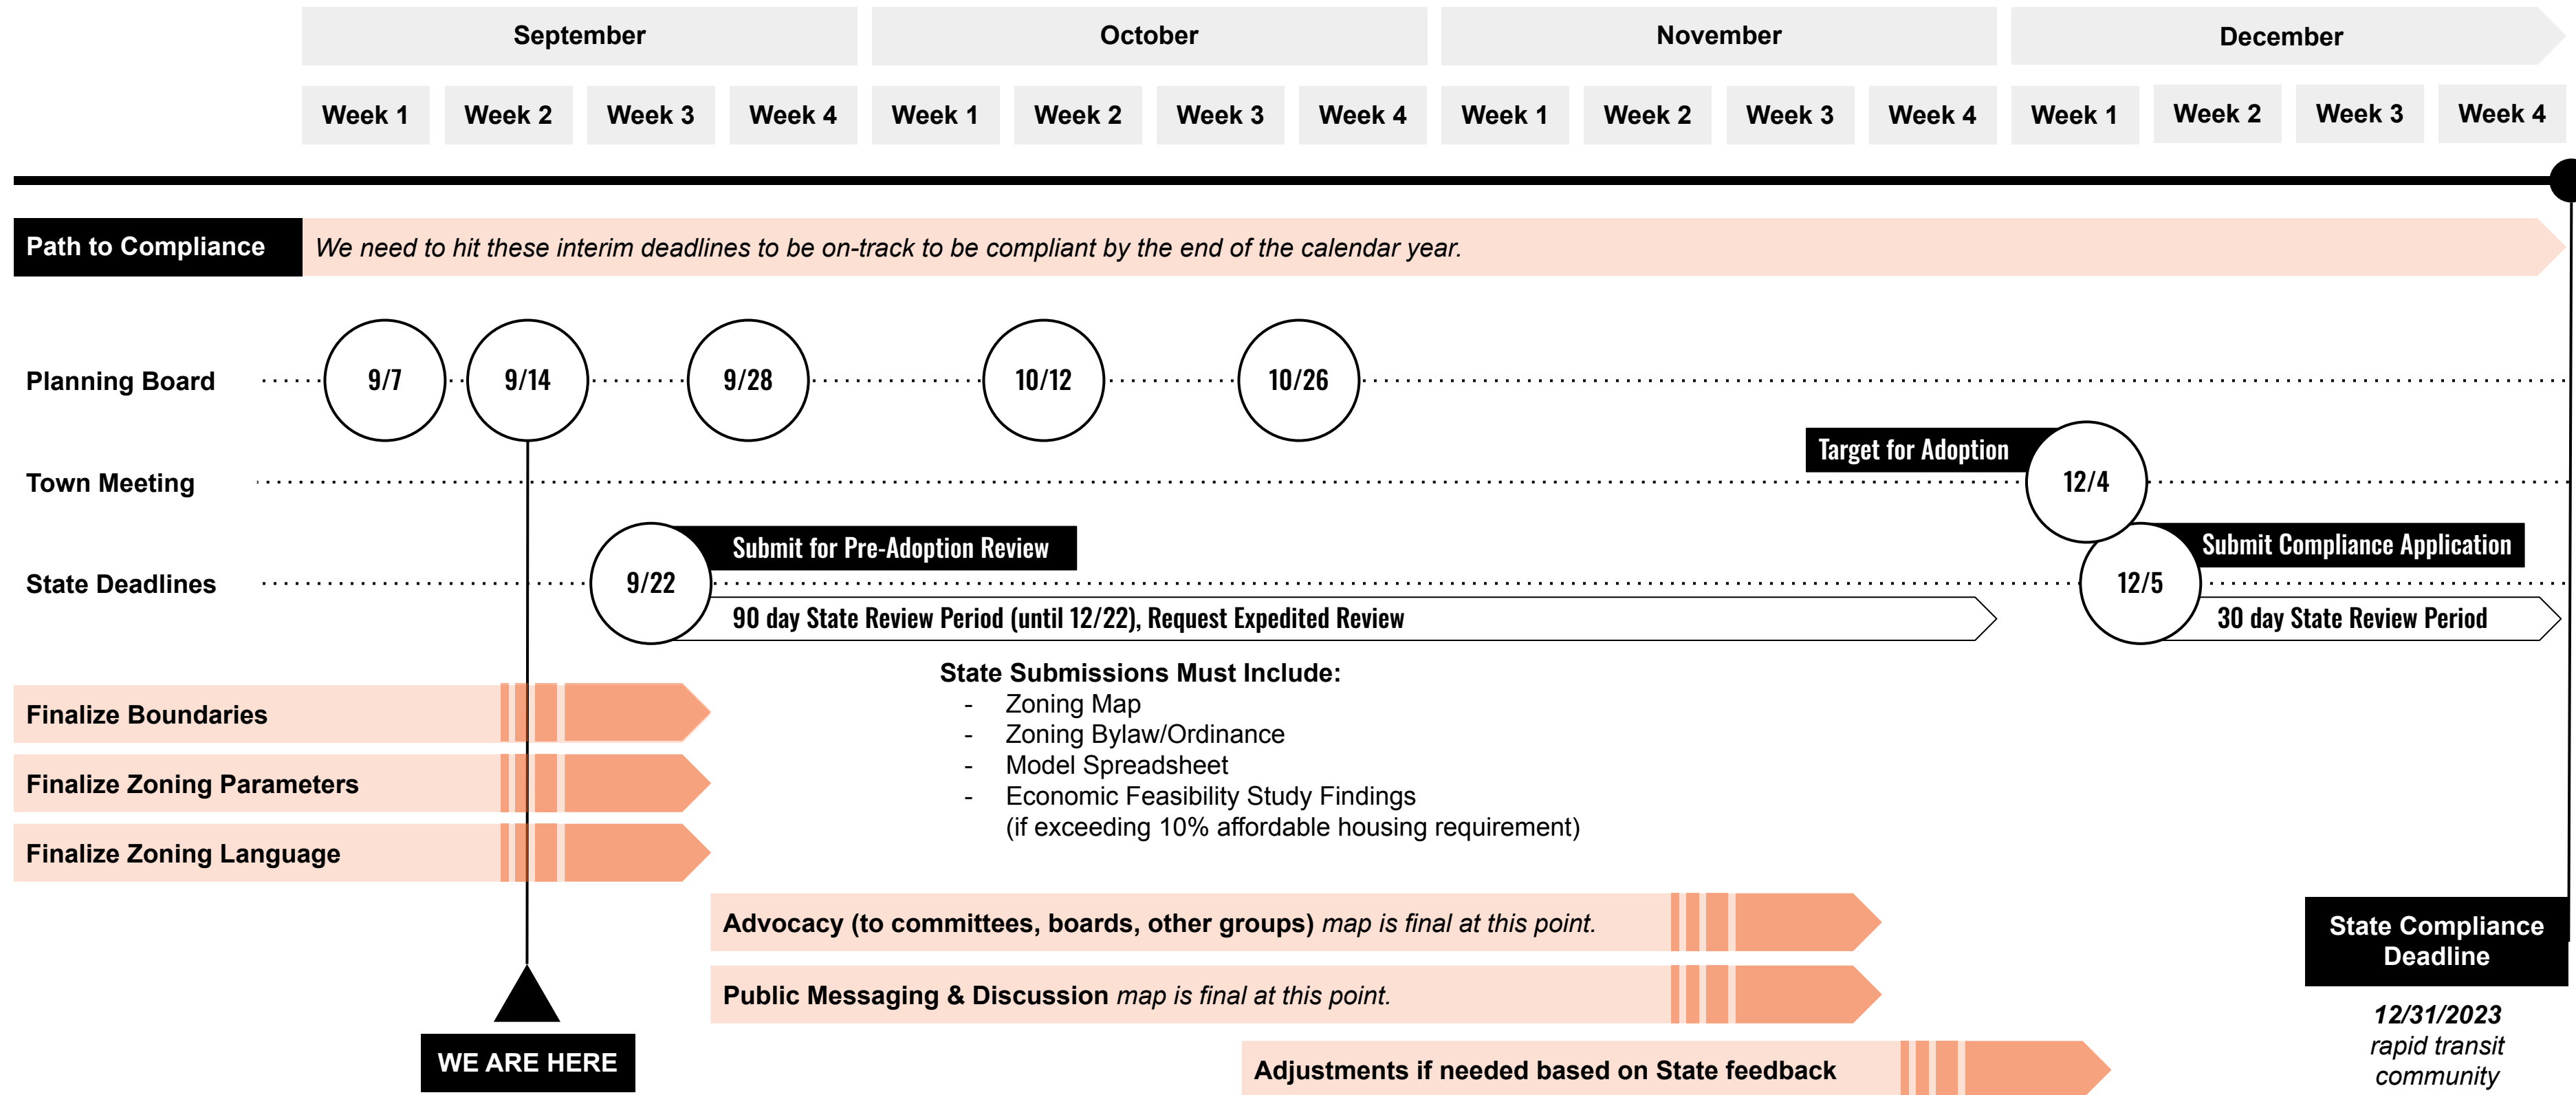 September
October
November
December
Week 1
Week 2
Week 3
Week 4
Week 1
Week 2
Week 3
Week 4
Week 1
Week 2
Week 3
Week 4
Week 1
Week 2
Week 3
Week 4
Path to Compliance
We need to hit these interim deadlines to be on-track to be compliant by the end of the calendar year.
Planning Board
9/7
9/14
9/28
10/12
10/26
Town Meeting
Target for Adoption
12/4
State Deadlines
9/22
Submit for Pre-Adoption Review
90 day State Review Period (until 12/22), Request Expedited Review
12/5
Submit Compliance Application
30 day State Review Period
State Submissions Must Include:
- Zoning Map
- Zoning Bylaw/Ordinance
- Model Spreadsheet
- Economic Feasibility Study Findings
(if exceeding 10% affordable housing requirement)
Finalize Boundaries
Finalize Zoning Parameters
Finalize Zoning Language
Advocacy (to committees, boards, other groups) map is final at this point.
Public Messaging & Discussion map is final at this point.
Adjustments if needed based on State feedback
WE ARE HERE
State Compliance
Deadline
12/31/2023
rapid transit
community